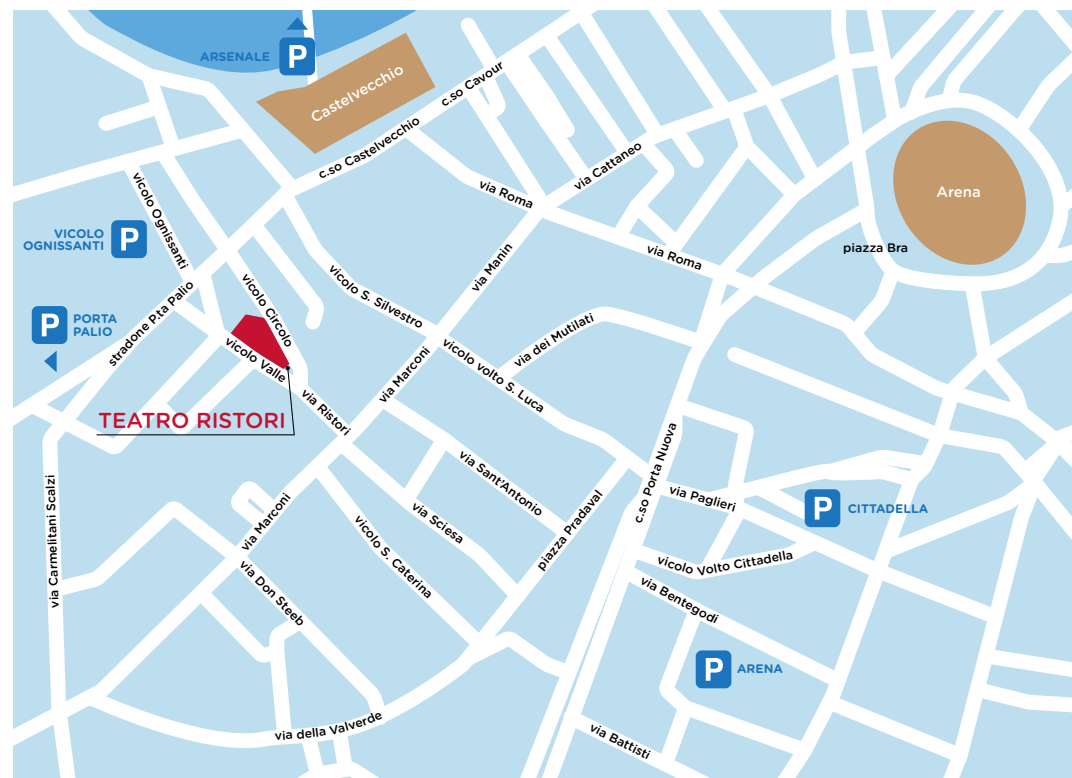 ARSENALE
P
Castelvecchio
c.so Cavour
c.so Castelvecchio
via Cattaneo
via Roma
Arena
vicolo Ognissanti
VICOLO
OGNISSANTI
P
piazza Bra
via Roma
via Manin
vicolo S. Silvestro
vicolo Circolo
stradone P.ta Palio
P
PORTA
PALIO
vicolo Valle
via dei Mutilati
vicolo volto S. Luca
via Marconi
via Ristori
TEATRO RISTORI
c.so Porta Nuova
via Sant'Antonio
via Paglieri
P
CITTADELLA
via Sciesa
via Marconi
piazza Pradaval
via Carmelitani Scalzi
vicolo S. Caterina
vicolo Volto Cittadella
via Don Steeb
via Bentegodi
P
ARENA
via della Valverde
via Battisti